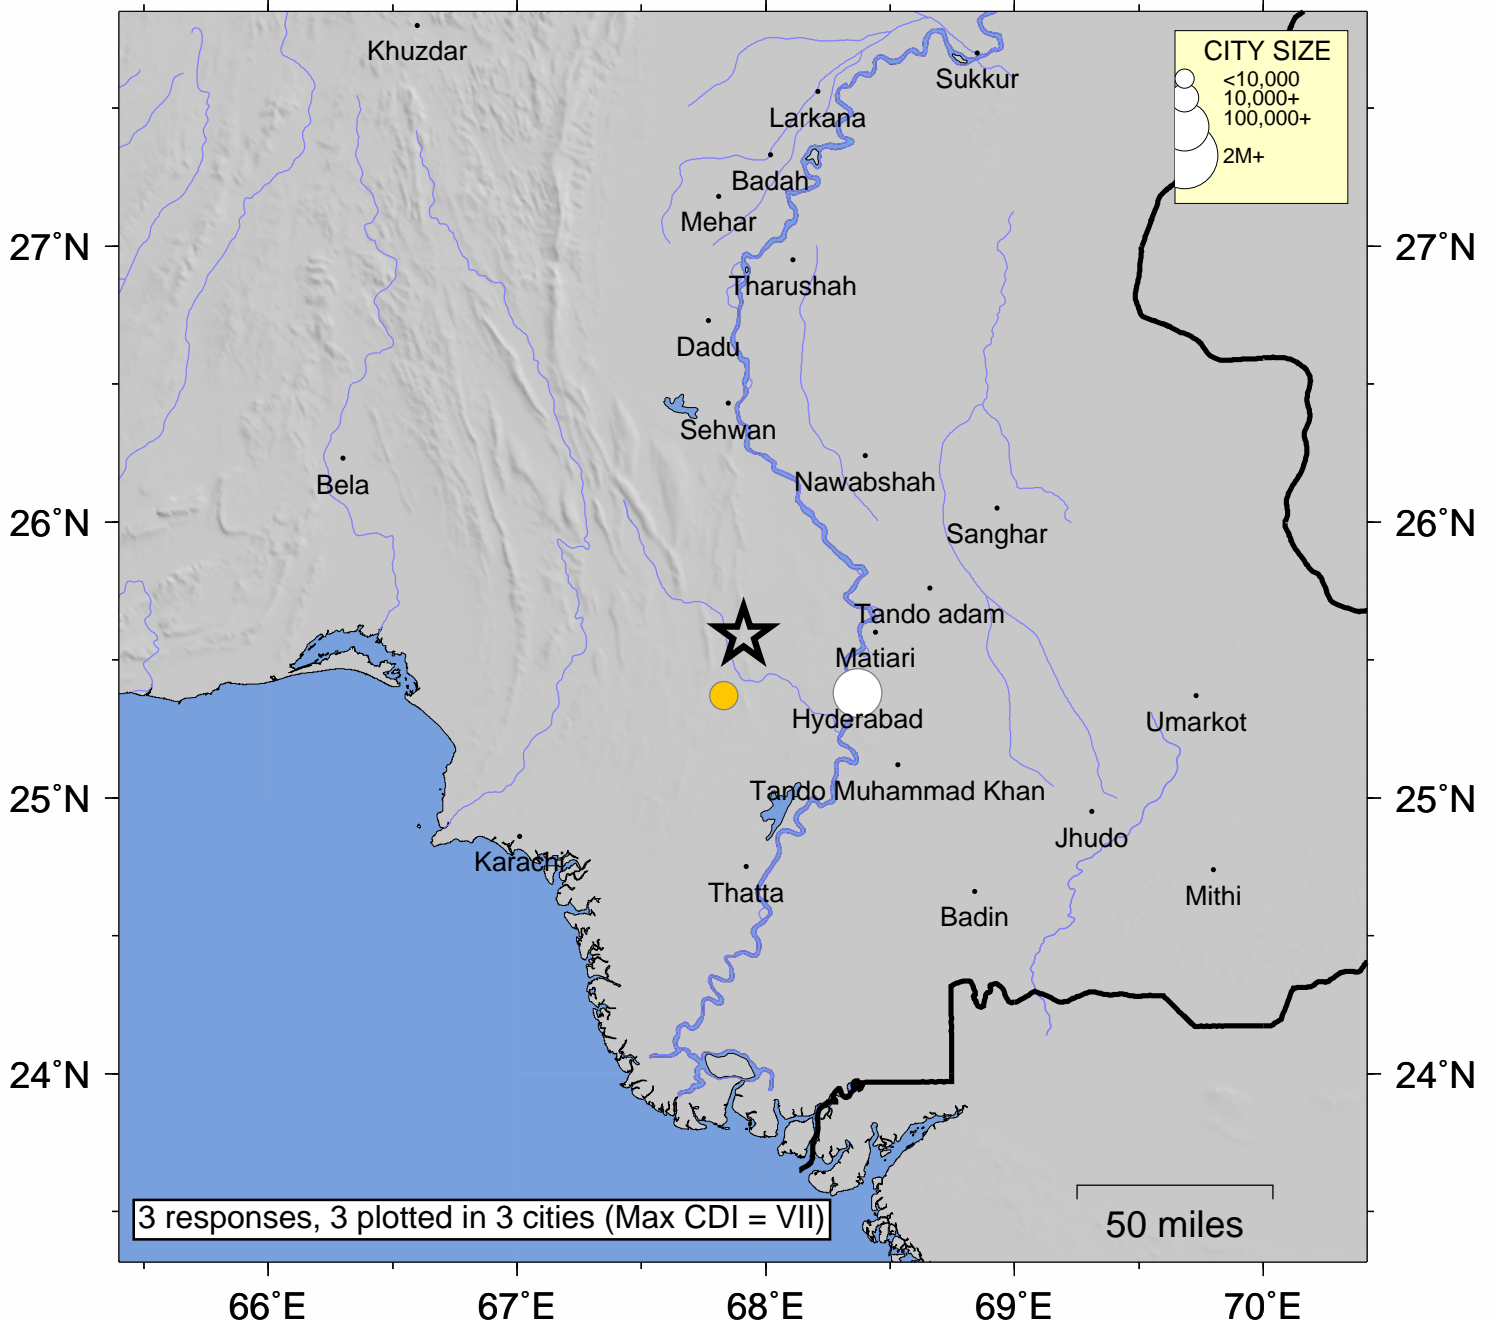 Khuzdar
Sukkur
CITY SIZE
<10,000
10,000+
100,000+
2M+
Larkana
Badah
Mehar
27°N
27°N
Tharushah
Dadu
Sehwan
Bela
Nawabshah
26°N
26°N
Sanghar
Tando adam
Matiari
Hyderabad
Umarkot
25°N
25°N
Tando Muhammad Khan
Jhudo
Karachi
Thatta
Badin
Mithi
24°N
24°N
3 responses, 3 plotted in 3 cities (Max CDI = VII)
50 miles
66°E
67°E
68°E
69°E
70°E